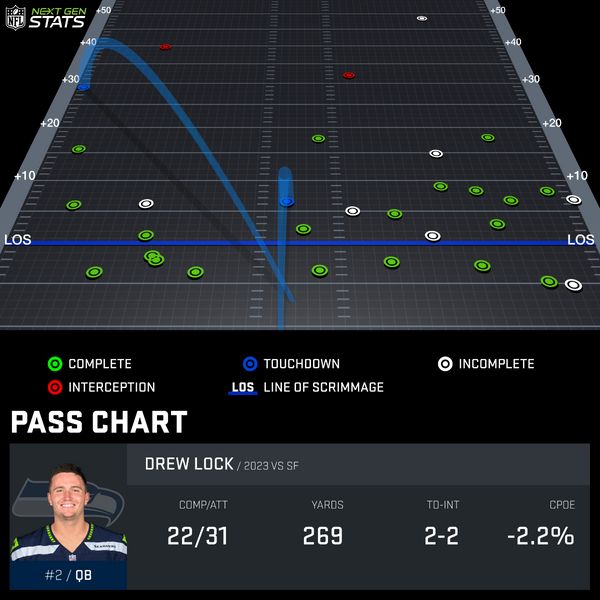 NFL NEXT GEN STATS
+50 +50
+40 +40
+30 +30
+20 +20
+10 +10
LOS LOS
COMPLETE TOUCHDOWN INCOMPLETE
INTERCEPTION LOS LINE OF SCRIMMAGE
PASS CHART
DREW LOCK / 2023 VS SF
COMP/ATT YARDS TD-INT CPOE
22/31 269 2-2 -2.2%
#2 / QB